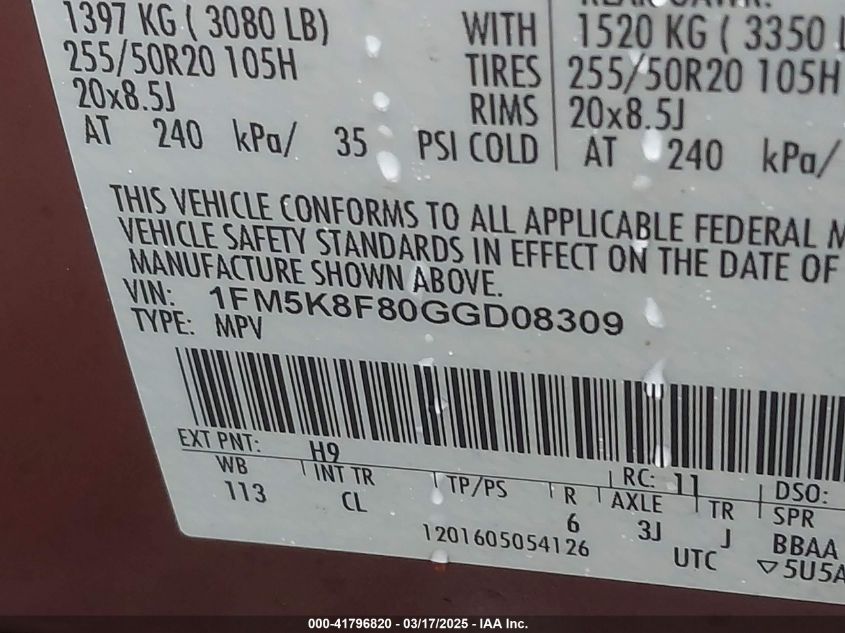 1397 KG ( 3080 LB) WITH 1520 KG ( 3350 L
255/50R20 105H TIRES 255/50R20 105H
20x8.5J RIMS 20x8.5J
AT 240 kPa/ 35 PSI COLD AT 240 kPa/
THIS VEHICLE CONFORMS TO ALL APPLICABLE FEDERAL M
VEHICLE SAFETY STANDARDS IN EFFECT ON THE DATE OF
MANUFACTURE SHOWN ABOVE.
VIN: 1FM5K8F80GGD08309
TYPE: MPV
EXT PNT: H9 RC: 11 DSO:
WB INT TR TP/PS R AXLE TR SPR
113 CL 6 3J J BBAA
1201605054126 UTC ▽5U5A
000-41796820 - 03/17/2025 - IAA Inc.